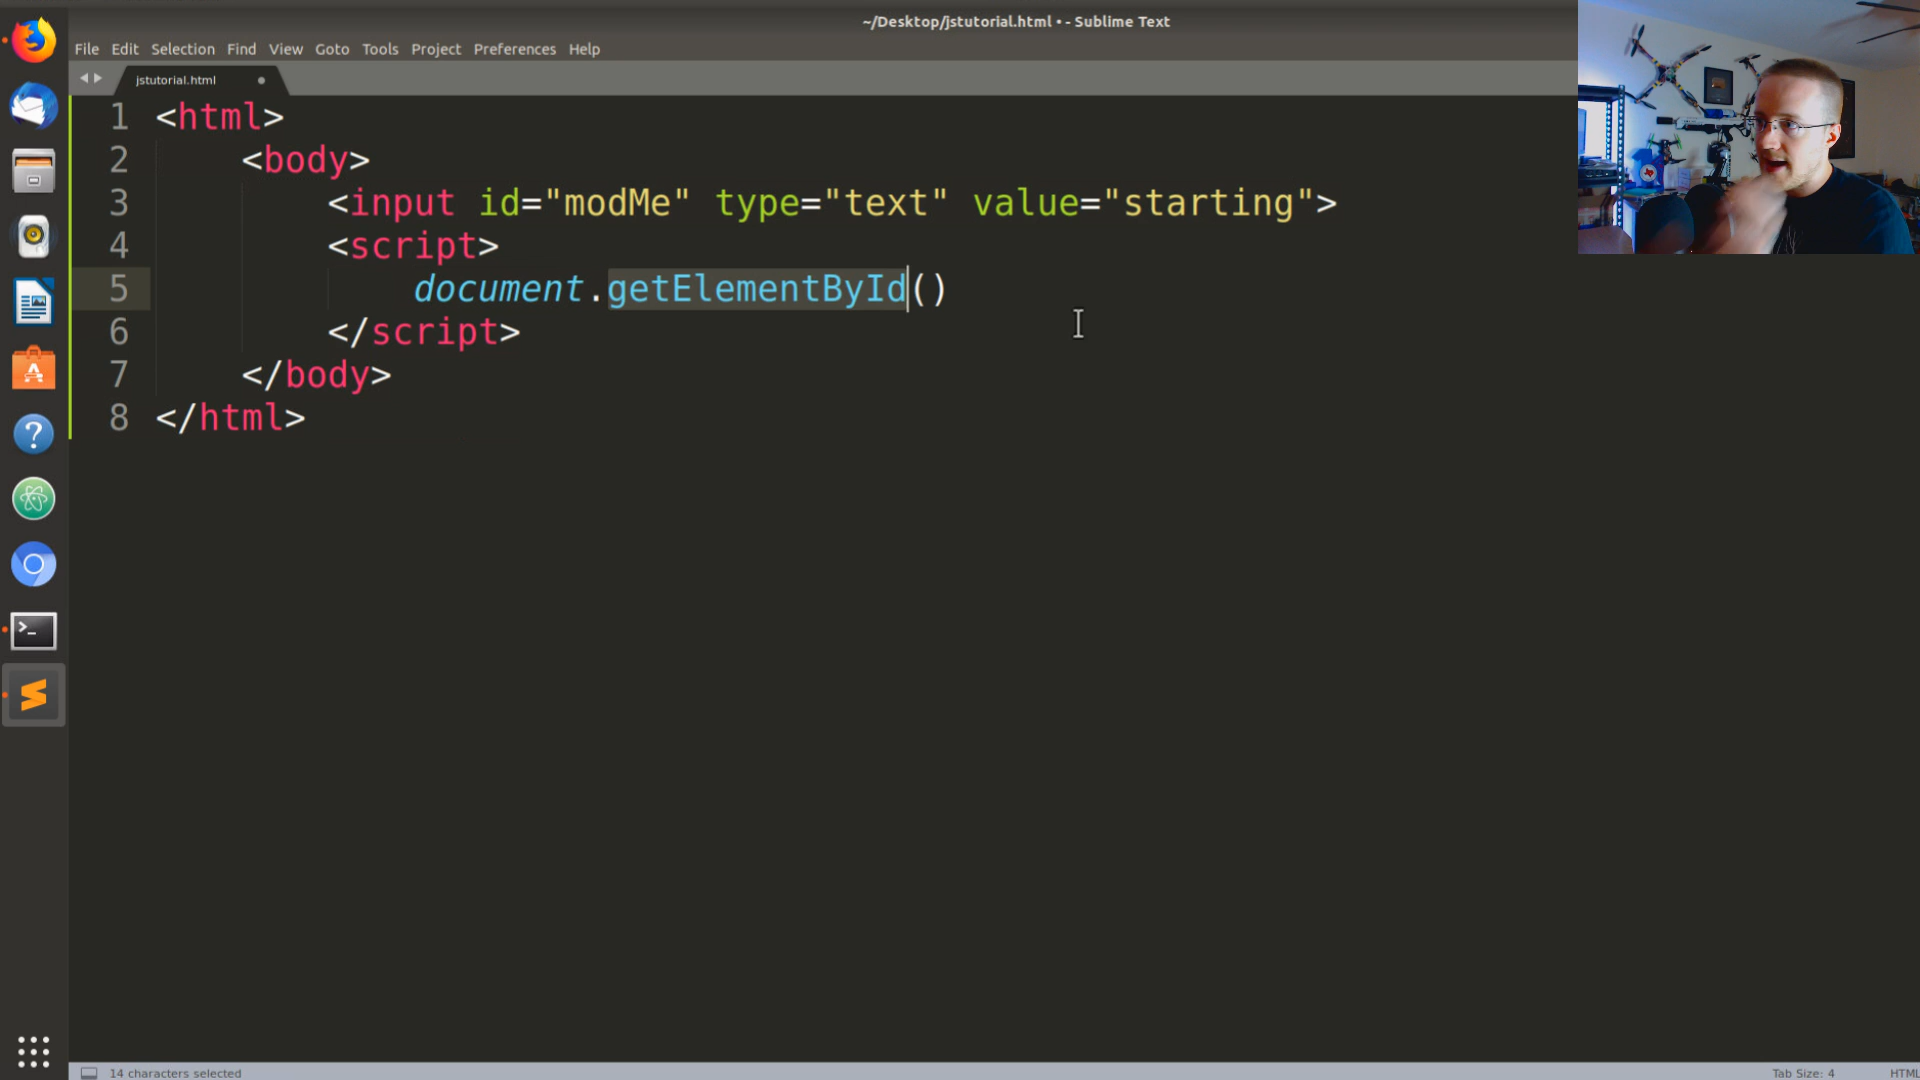 ~/Desktop/jstutorial.html • - Sublime Text
File Edit Selection Find View Goto Tools Project Preferences Help
jstutorial.html
1 <html>
2 <body>
3 <input id="modMe" type="text" value="starting">
4 <script>
5 document.getElementById()
6 </script>
7 </body>
8 </html>
14 characters selected
Tab Size: 4
HTML